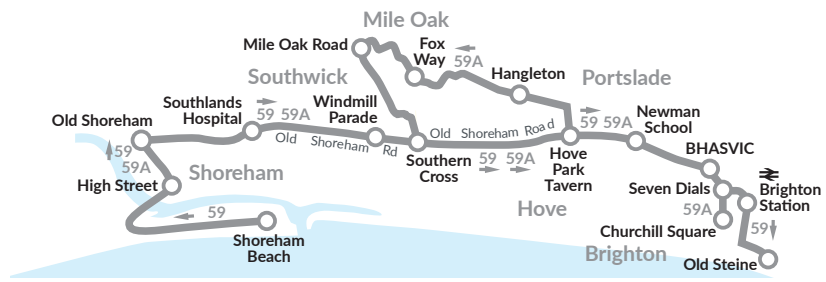 Mile Oak
Mile Oak Road
Fox
Way
59A
Hangleton
Portslade
Southwick
Southlands
Hospital
59 59A
Windmill
Parade
Old Shoreham Rd
Old Shoreham Road
59 59A
Newman
School
Old Shoreham
59
59A
High Street
Shoreham
Southern
Cross
59 59A
Hove
Park
Tavern
BHASVIC
Seven Dials
Brighton
Station
59A
59
Hove
Churchill Square
Brighton
Old Steine
59
Shoreham
Beach